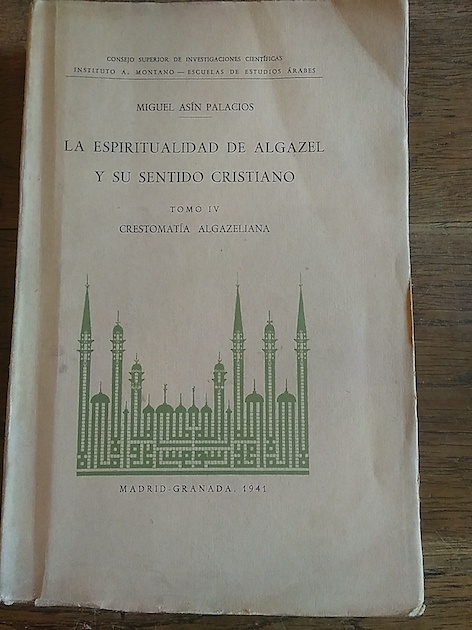 CONSEJO SUPERIOR DE INVESTIGACIONES CIENTÍFICAS
INSTITUTO A. MONTANO — ESCUELAS DE ESTUDIOS ÁRABES
MIGUEL ASÍN PALACIOS
LA ESPIRITUALIDAD DE ALGAZEL
Y SU SENTIDO CRISTIANO
TOMO IV
CRESTOMATÍA ALGAZELIANA
MADRID-GRANADA, 1941